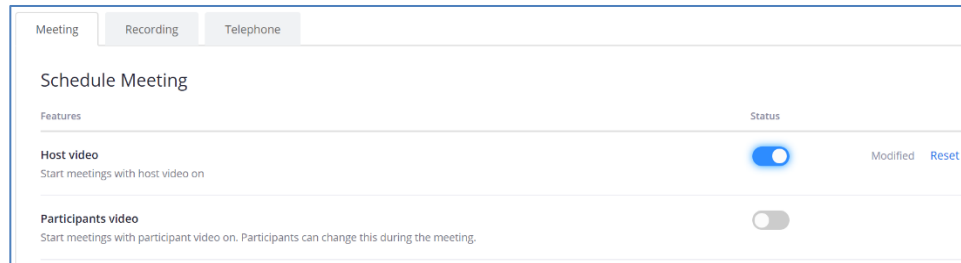 Meeting Recording Telephone
Schedule Meeting
Features Status
Host video Modified Reset
Start meetings with host video on
Participants video
Start meetings with participant video on. Participants can change this during the meeting.